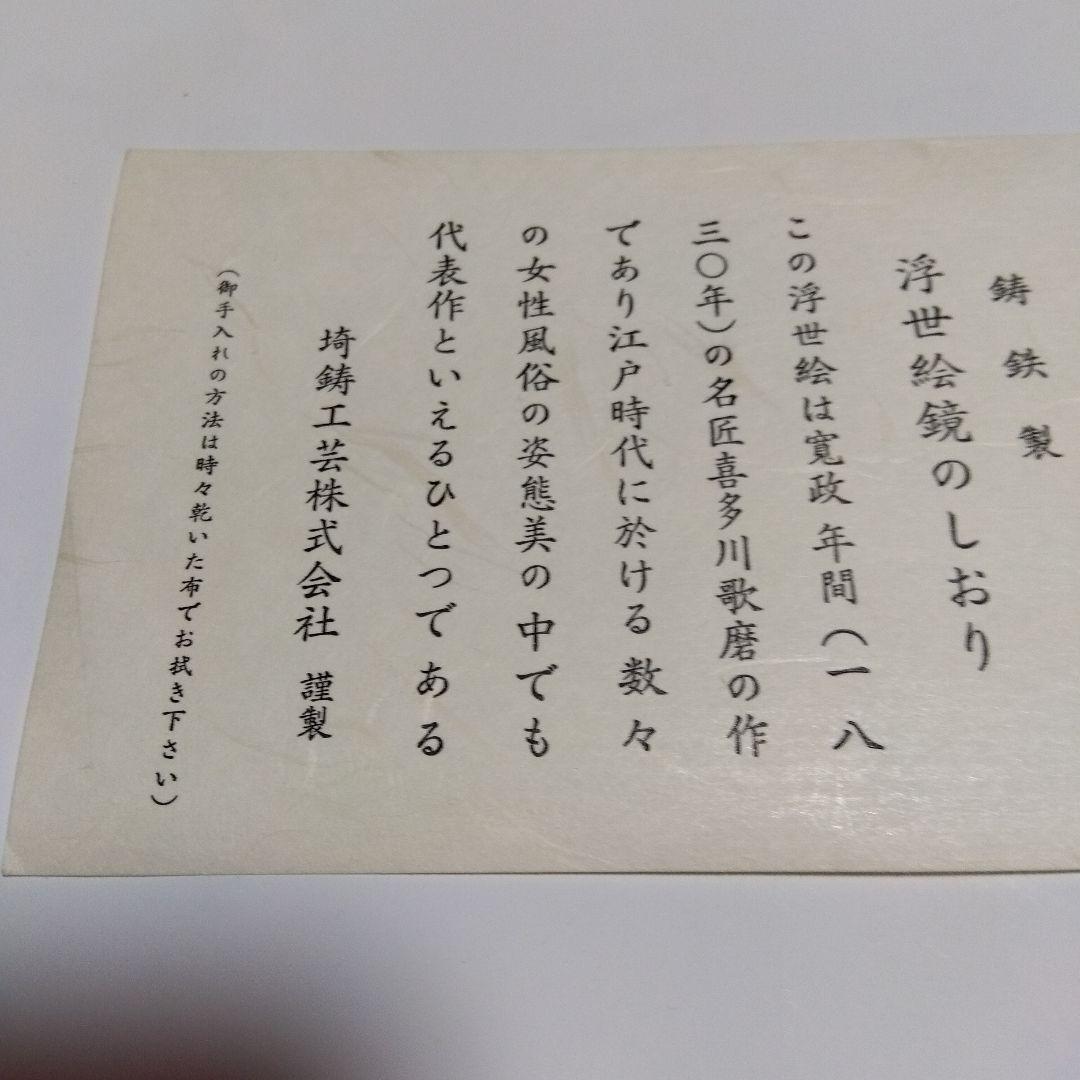 鋳鉄製
浮世絵鏡のしおり
この浮世絵は寛政年間（一八
三〇年）の名匠喜多川歌磨の作
であり江戸時代に於ける数々
の女性風俗の姿態美の中でも
代表作といえるひとつである
埼鋳工芸株式会社 謹製
（御手入れの方法は時々乾いた布でお拭き下さい）